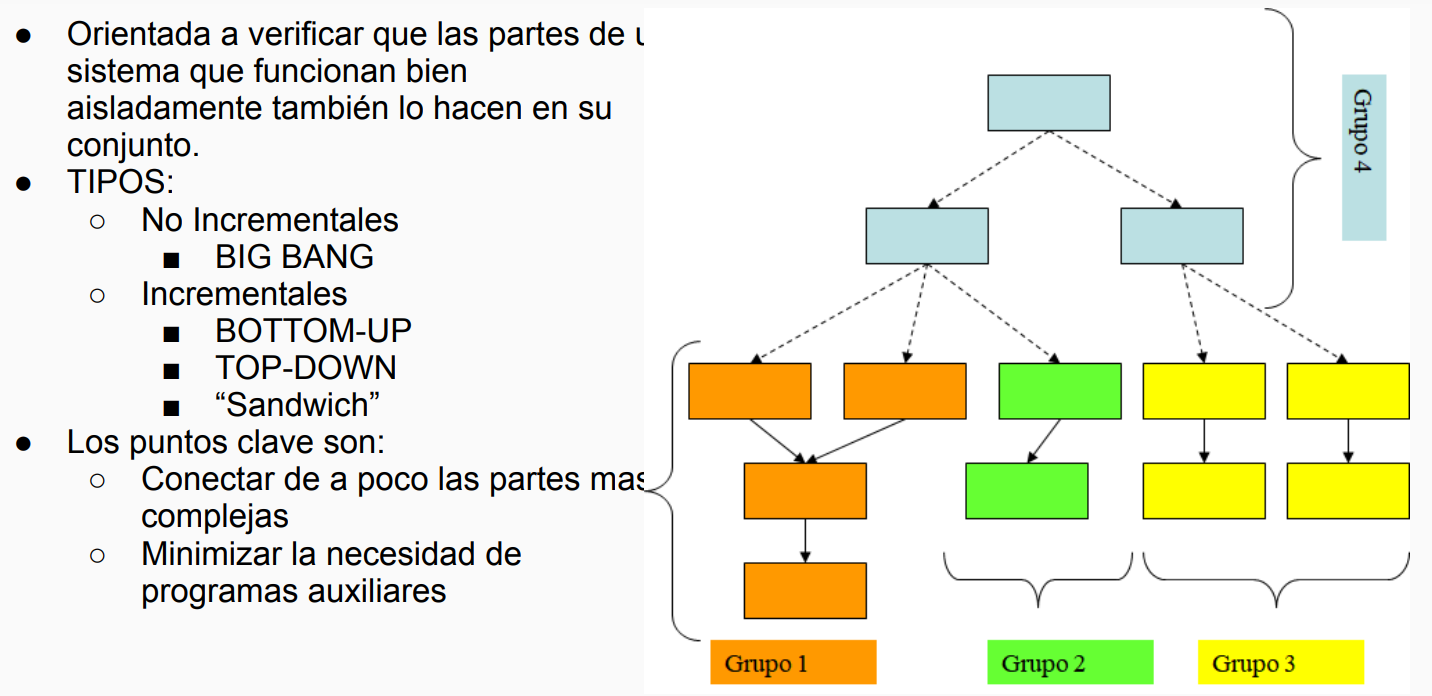 ● Orientada a verificar que las partes de
sistema que funcionan bien
aisladamente también lo hacen en su
conjunto.
● TIPOS:
○ No Incrementales
■ BIG BANG
○ Incrementales
■ BOTTOM-UP
■ TOP-DOWN
■ “Sandwich”
● Los puntos clave son:
○ Conectar de a poco las partes mas
complejas
○ Minimizar la necesidad de
programas auxiliares
Grupo 4
Grupo 1
Grupo 2
Grupo 3